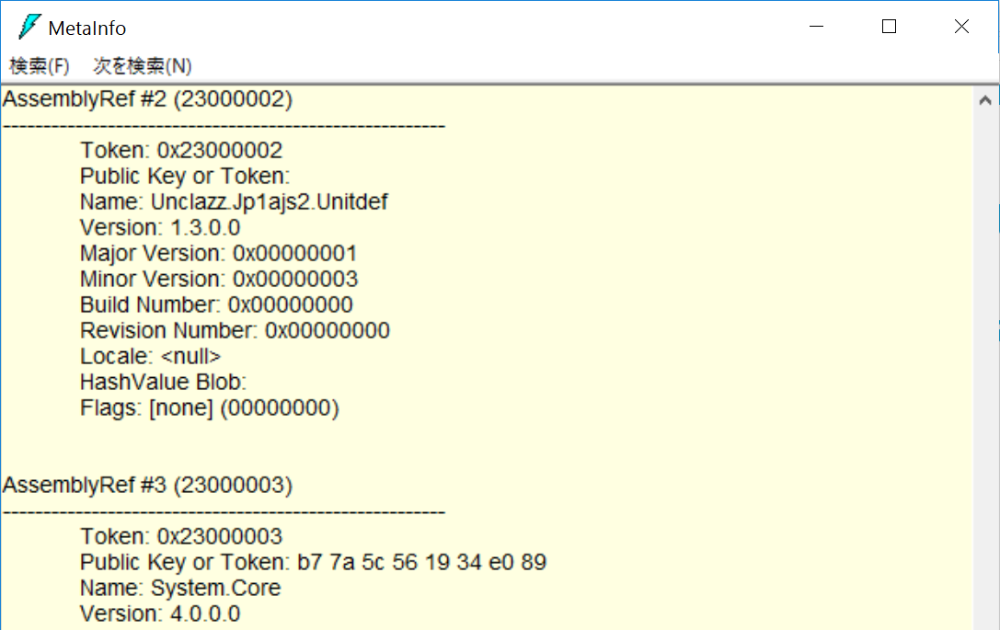 MetaInfo
検索(F) 次を検索(N)
AssemblyRef #2 (23000002)
-------------------------------------------------------
Token: 0x23000002
Public Key or Token:
Name: Unclazz.Jp1ajs2.Unitdef
Version: 1.3.0.0
Major Version: 0x00000001
Minor Version: 0x00000003
Build Number: 0x00000000
Revision Number: 0x00000000
Locale: <null>
HashValue Blob:
Flags: [none] (00000000)
AssemblyRef #3 (23000003)
-------------------------------------------------------
Token: 0x23000003
Public Key or Token: b7 7a 5c 56 19 34 e0 89
Name: System.Core
Version: 4.0.0.0